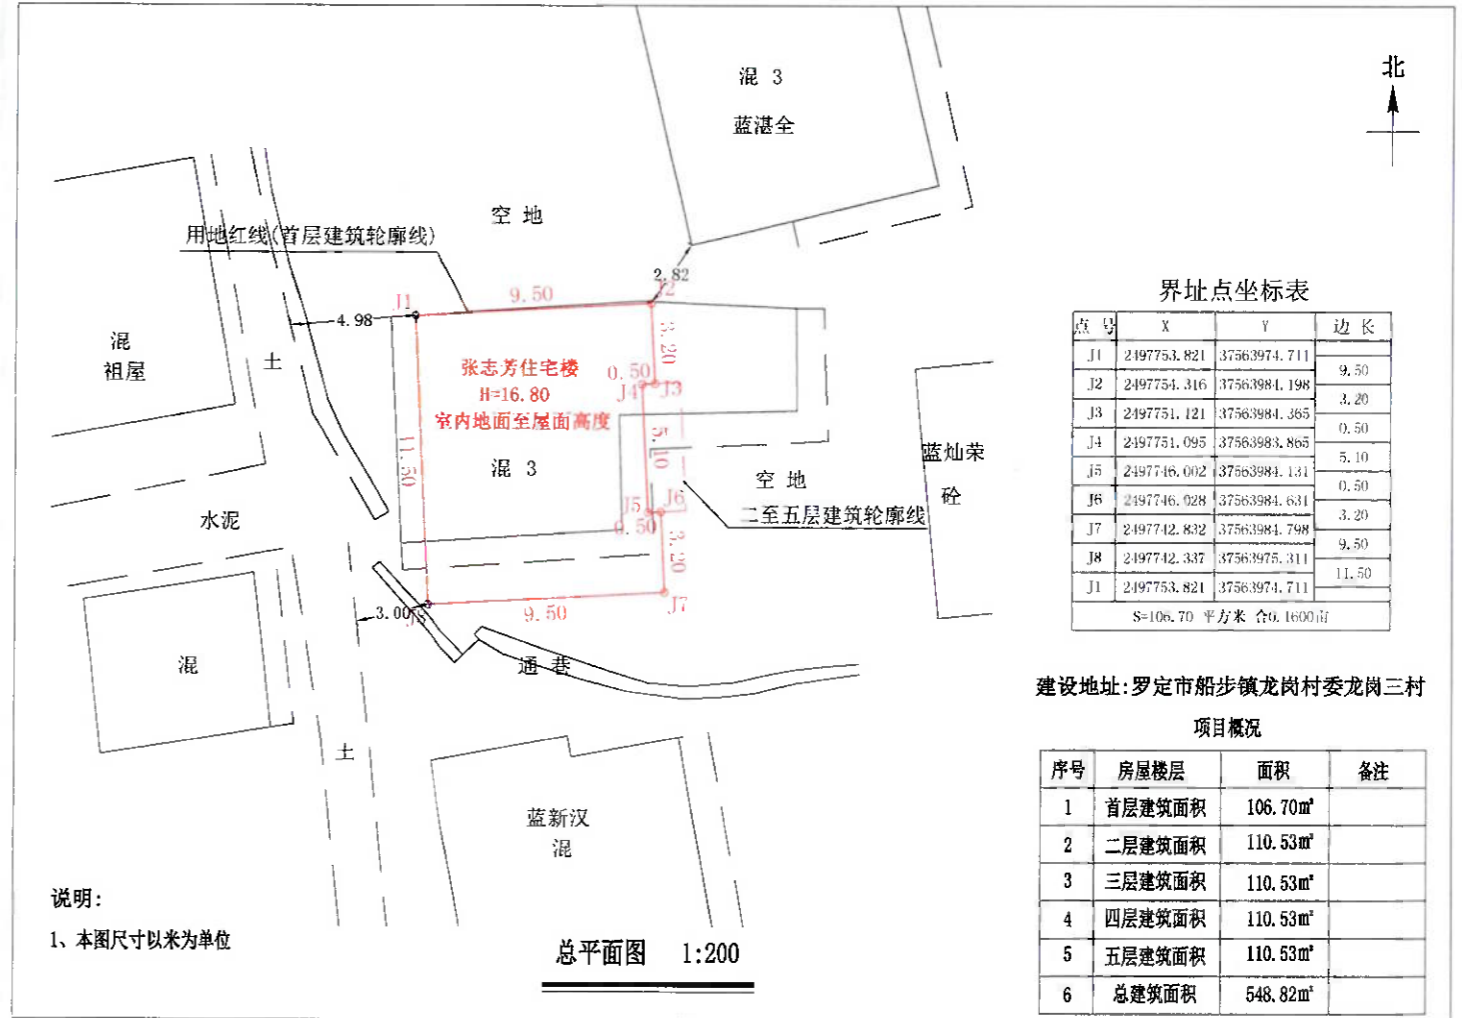 混 3
蓝湛全
北
空 地
用地红线(首层建筑轮廓线)
2.82
J1
9.50
J2
4.98
3.20
混
祖屋
土
张志芳住宅楼
H=16.80
室内地面至屋面高度
0.50
J4
J3
11.50
5.10
混 3
空 地
蓝灿荣
砼
水泥
J5
J6
0.50
二至五层建筑轮廓线
3.20
3.00
9.50
J7
混
通 巷
土
蓝新汉
混
界址点坐标表
点 号 X Y 边 长
J1 2497753.821 37563974.711
9.50
J2 2497754.316 37563984.198
3.20
J3 2497751.121 37563984.365
0.50
J4 2497751.095 37563983.865
5.10
J5 2497746.002 37563984.131
0.50
J6 2497746.028 37563984.631
3.20
J7 2497742.832 37563984.798
9.50
J8 2497742.337 37563975.311
11.50
J1 2497753.821 37563974.711
S=106.70 平方米 合0.1600亩
建设地址:罗定市船步镇龙岗村委龙岗三村
项目概况
序号 房屋楼层 面积 备注
1 首层建筑面积 106.70㎡
2 二层建筑面积 110.53㎡
3 三层建筑面积 110.53㎡
4 四层建筑面积 110.53㎡
5 五层建筑面积 110.53㎡
6 总建筑面积 548.82㎡
说明:
1、本图尺寸以米为单位
总平面图 1:200